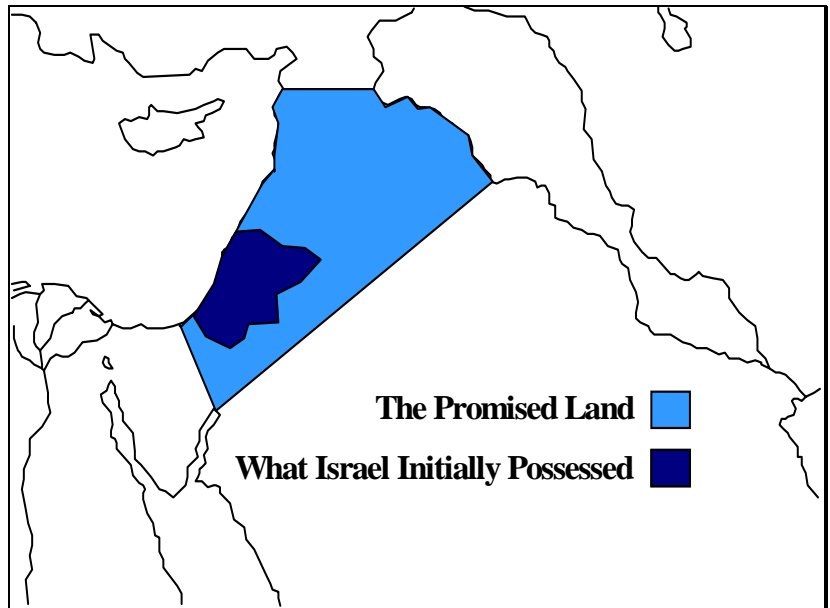 The Promised Land
What Israel Initially Possessed